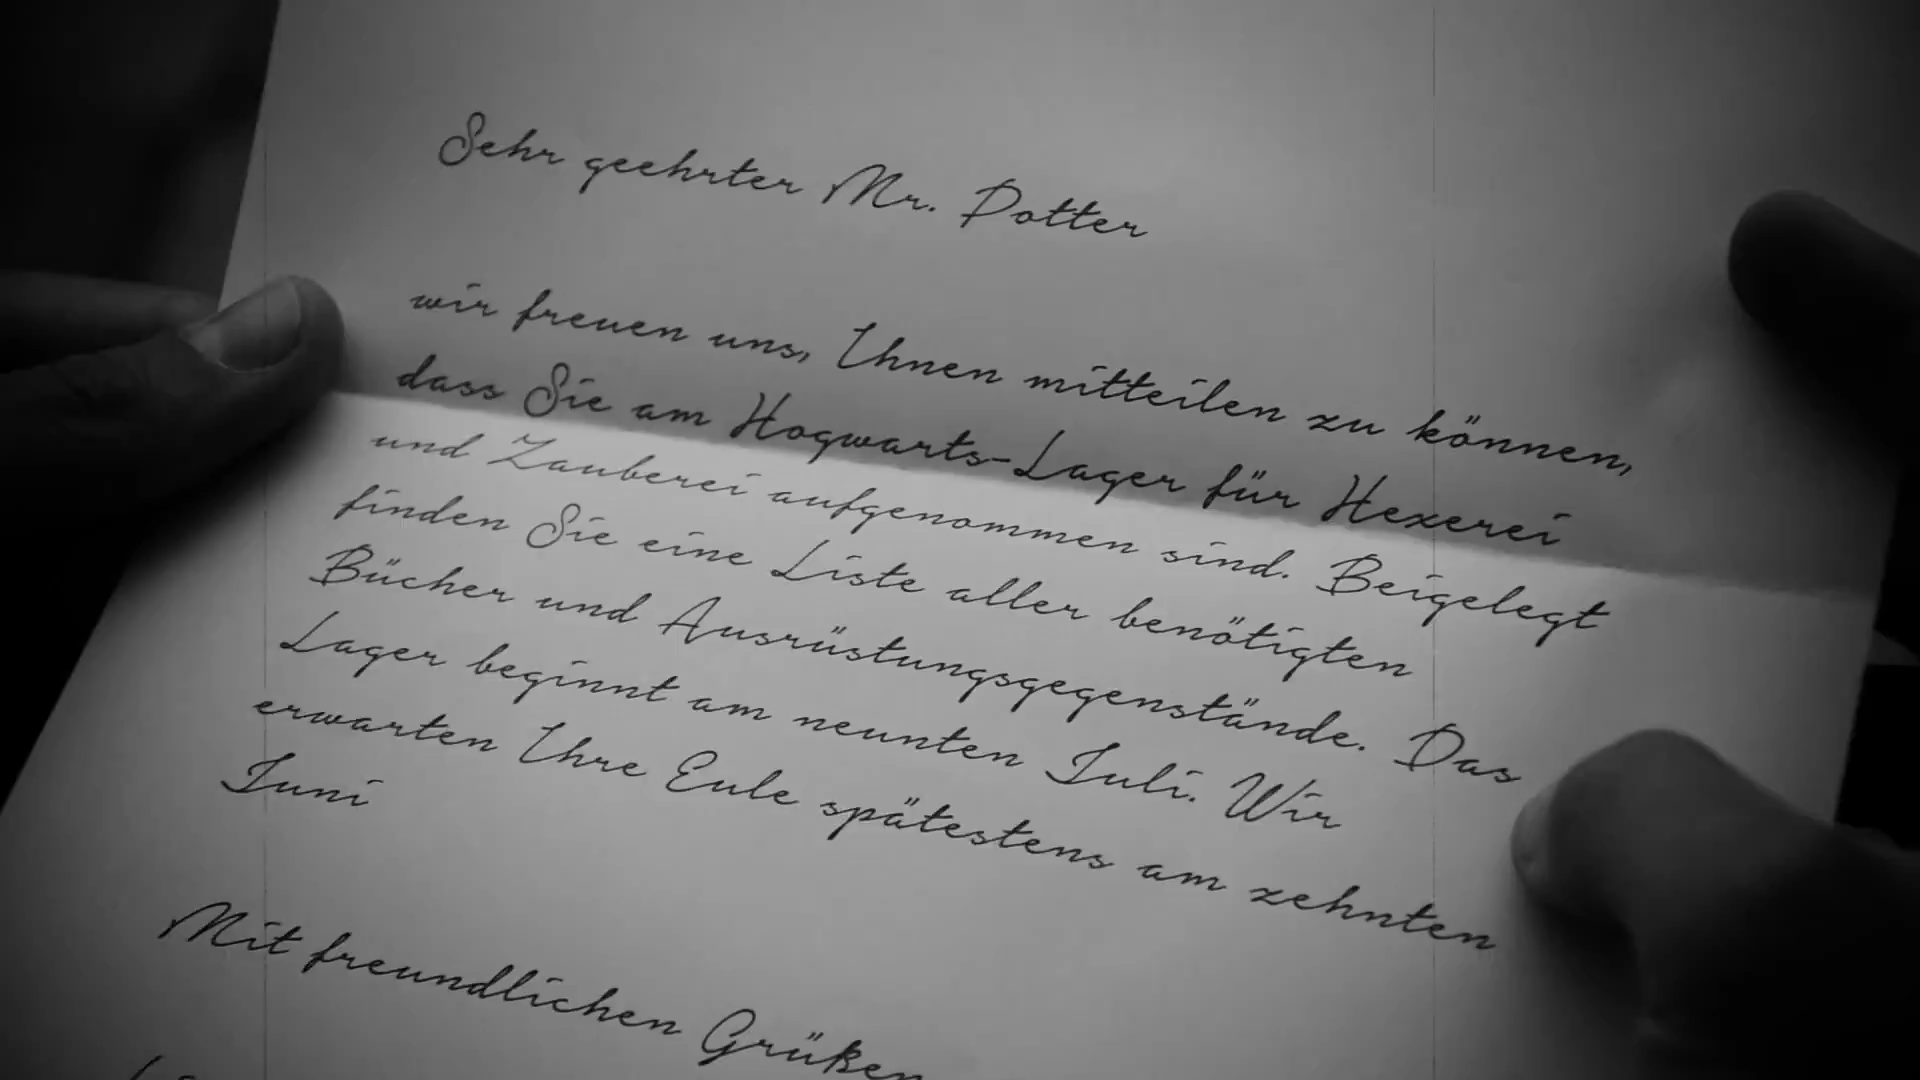 Sehr geehrter Mr. Potter
wir freuen uns, Ihnen mitteilen zu können,
dass Sie am Hogwarts-Lager für Hexerei
und Zauberei aufgenommen sind. Beigelegt
finden Sie eine Liste aller benötigten
Bücher und Ausrüstungsgegenstände. Das
Lager beginnt am neunten Juli. Wir
erwarten Ihre Eule spätestens am zehnten
Juni
Mit freundlichen Grüßen